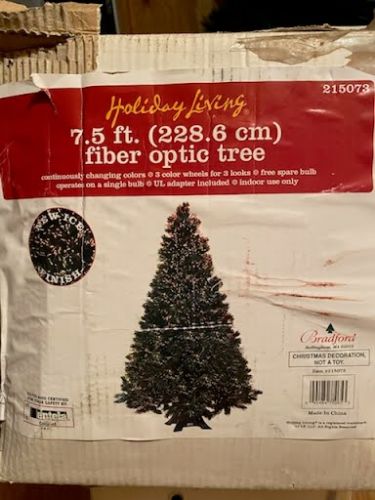 Holiday Living
215073
7.5 ft. (228.6 cm)
fiber optic tree
continuously changing colors • 3 color wheels for 3 looks • free spare bulb
operates on a single bulb • UL adapter included • indoor use only
NEW ICE
FINISH
Bradford
CHRISTMAS DECORATION,
NOT A TOY.
Item #215073
Made in China